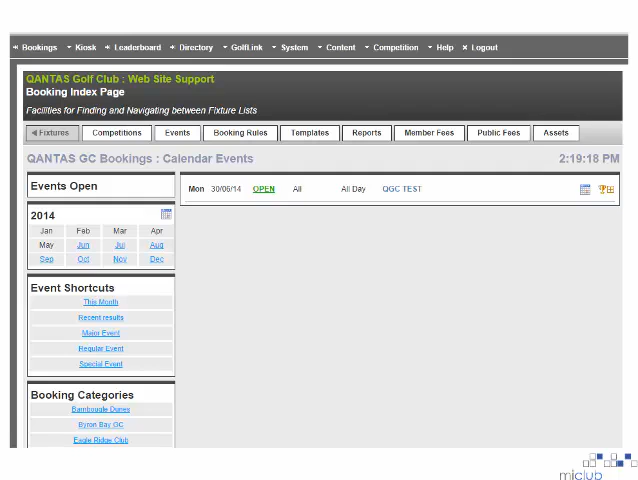 Bookings Kiosk Leaderboard Directory GolfLink System Content Competition Help Logout
QANTAS Golf Club : Web Site Support
Booking Index Page
Facilities for Finding and Navigating between Fixture Lists
Fixtures Competitions Events Booking Rules Templates Reports Member Fees Public Fees Assets
QANTAS GC Bookings : Calendar Events 2:19:18 PM
Events Open
Mon 30/06/14 OPEN All All Day QGC TEST
2014
Jan Feb Mar Apr
May Jun Jul Aug
Sep Oct Nov Dec
Event Shortcuts
This Month
Recent results
Major Event
Regular Event
Special Event
Booking Categories
Barnbougle Dunes
Byron Bay GC
Eagle Ridge Club
miclub